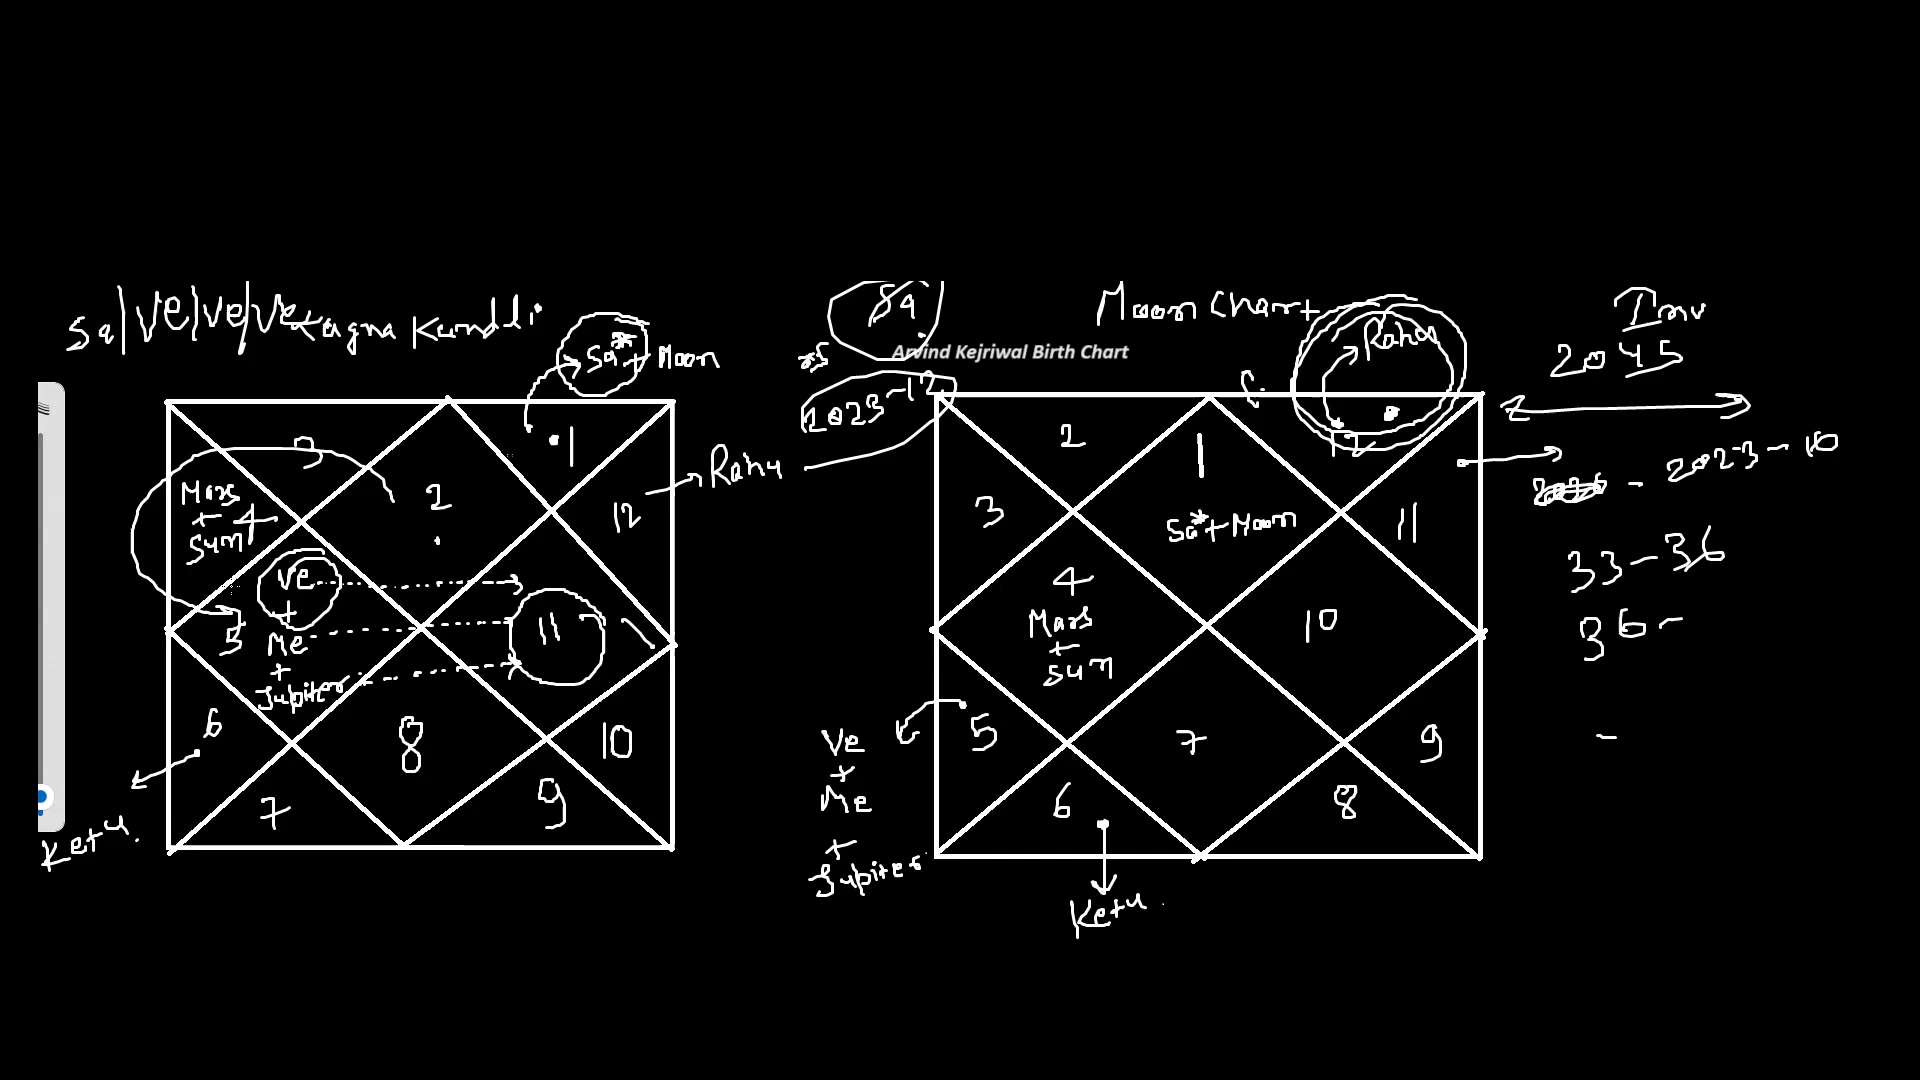 Sa|Ve|Ve|Ve
Lagna Kundli
Sa* + Moon
3
1
Mars
+ 4
Sun
2
12
Rahu
Ve
+
5 Me
+
Jupiter
11
6
8
10
7
9
Ketu
Sa
Moon Chart
Arvind Kejriwal Birth Chart
Rahu
2023-12
2
1
12
3
Sa* + Moon
11
4
Mars
+
Sun
10
5
7
9
Ve
+
Me
+
Jupiter
6
8
Ketu
2045
2023-10
33-36
36-
-